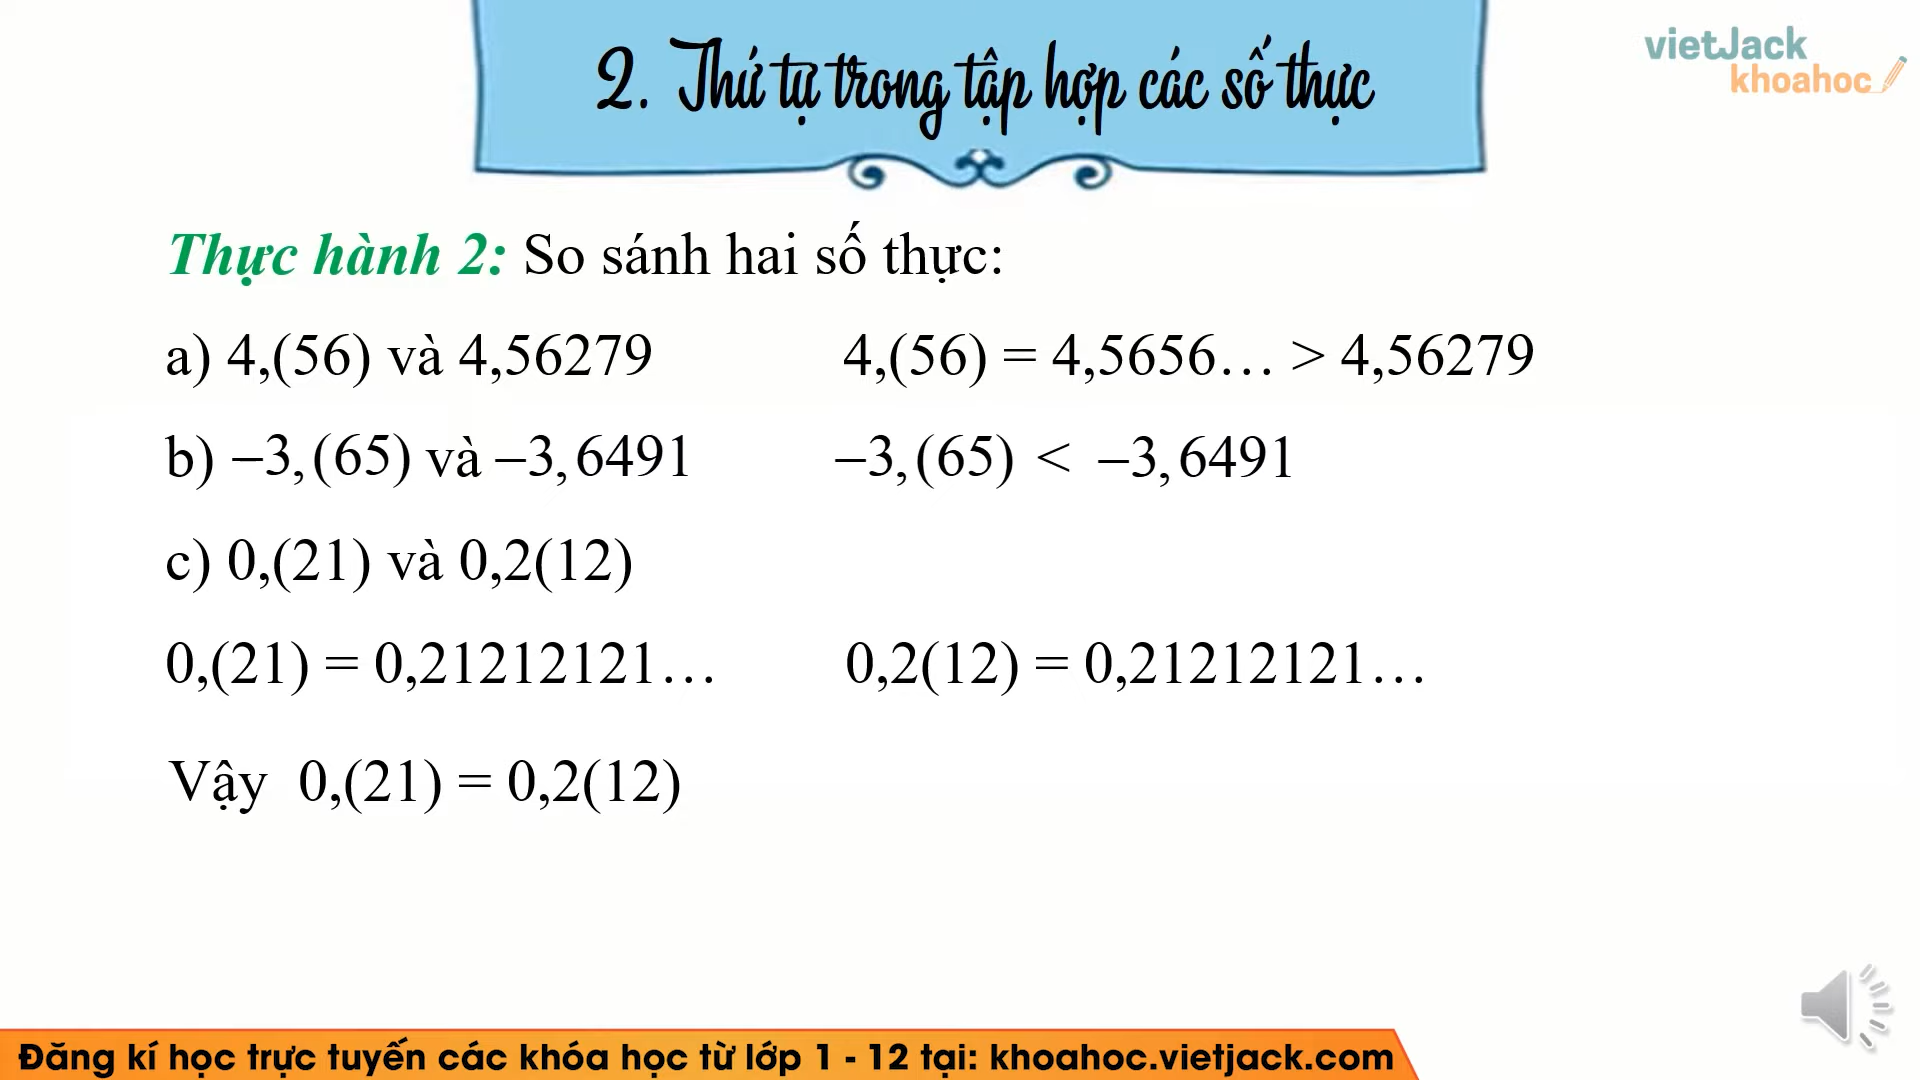 2. Thứ tự trong tập hợp các số thực
vietJack
khoahoc
Thực hành 2: So sánh hai số thực:
a) 4,(56) và 4,56279 4,(56) = 4,5656… > 4,56279
b) −3,(65) và −3,6491 −3,(65) < −3,6491
c) 0,(21) và 0,2(12)
0,(21) = 0,21212121… 0,2(12) = 0,21212121…
Vậy 0,(21) = 0,2(12)
Đăng kí học trực tuyến các khóa học từ lớp 1 - 12 tại: khoahoc.vietjack.com